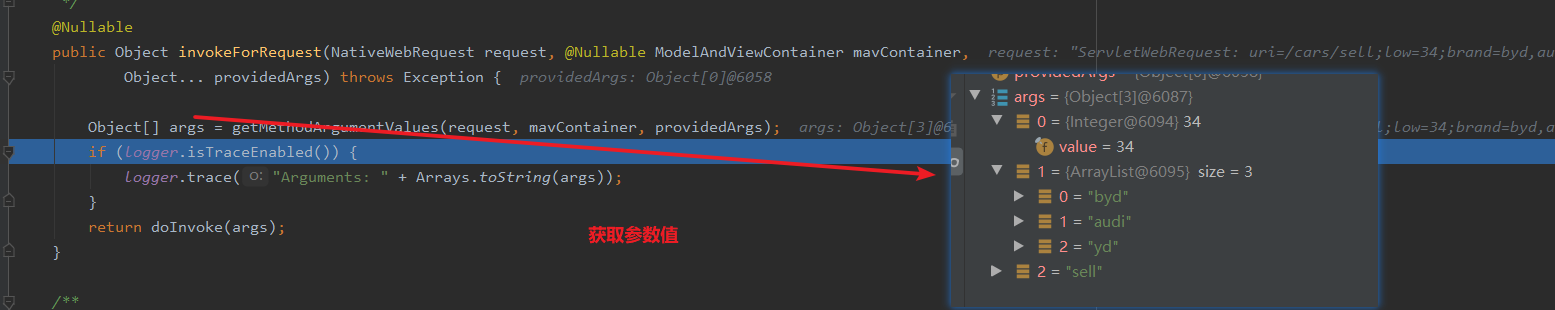 */
@Nullable
public Object invokeForRequest(NativeWebRequest request, @Nullable ModelAndViewContainer mavContainer, request: "ServletWebRequest: uri=/cars/sell;low=34;brand=byd,au
Object... providedArgs) throws Exception { providedArgs: Object[0]@6058
Object[] args = getMethodArgumentValues(request, mavContainer, providedArgs); args: Object[3]@6
if (logger.isTraceEnabled()) {
logger.trace( o: "Arguments: " + Arrays.toString(args));
}
return doInvoke(args);
}
/**
获取参数值
args = {Object[3]@6087}
0 = {Integer@6094} 34
value = 34
1 = {ArrayList@6095} size = 3
0 = "byd"
1 = "audi"
2 = "yd"
2 = "sell"
l;low=34;brand=byd,a